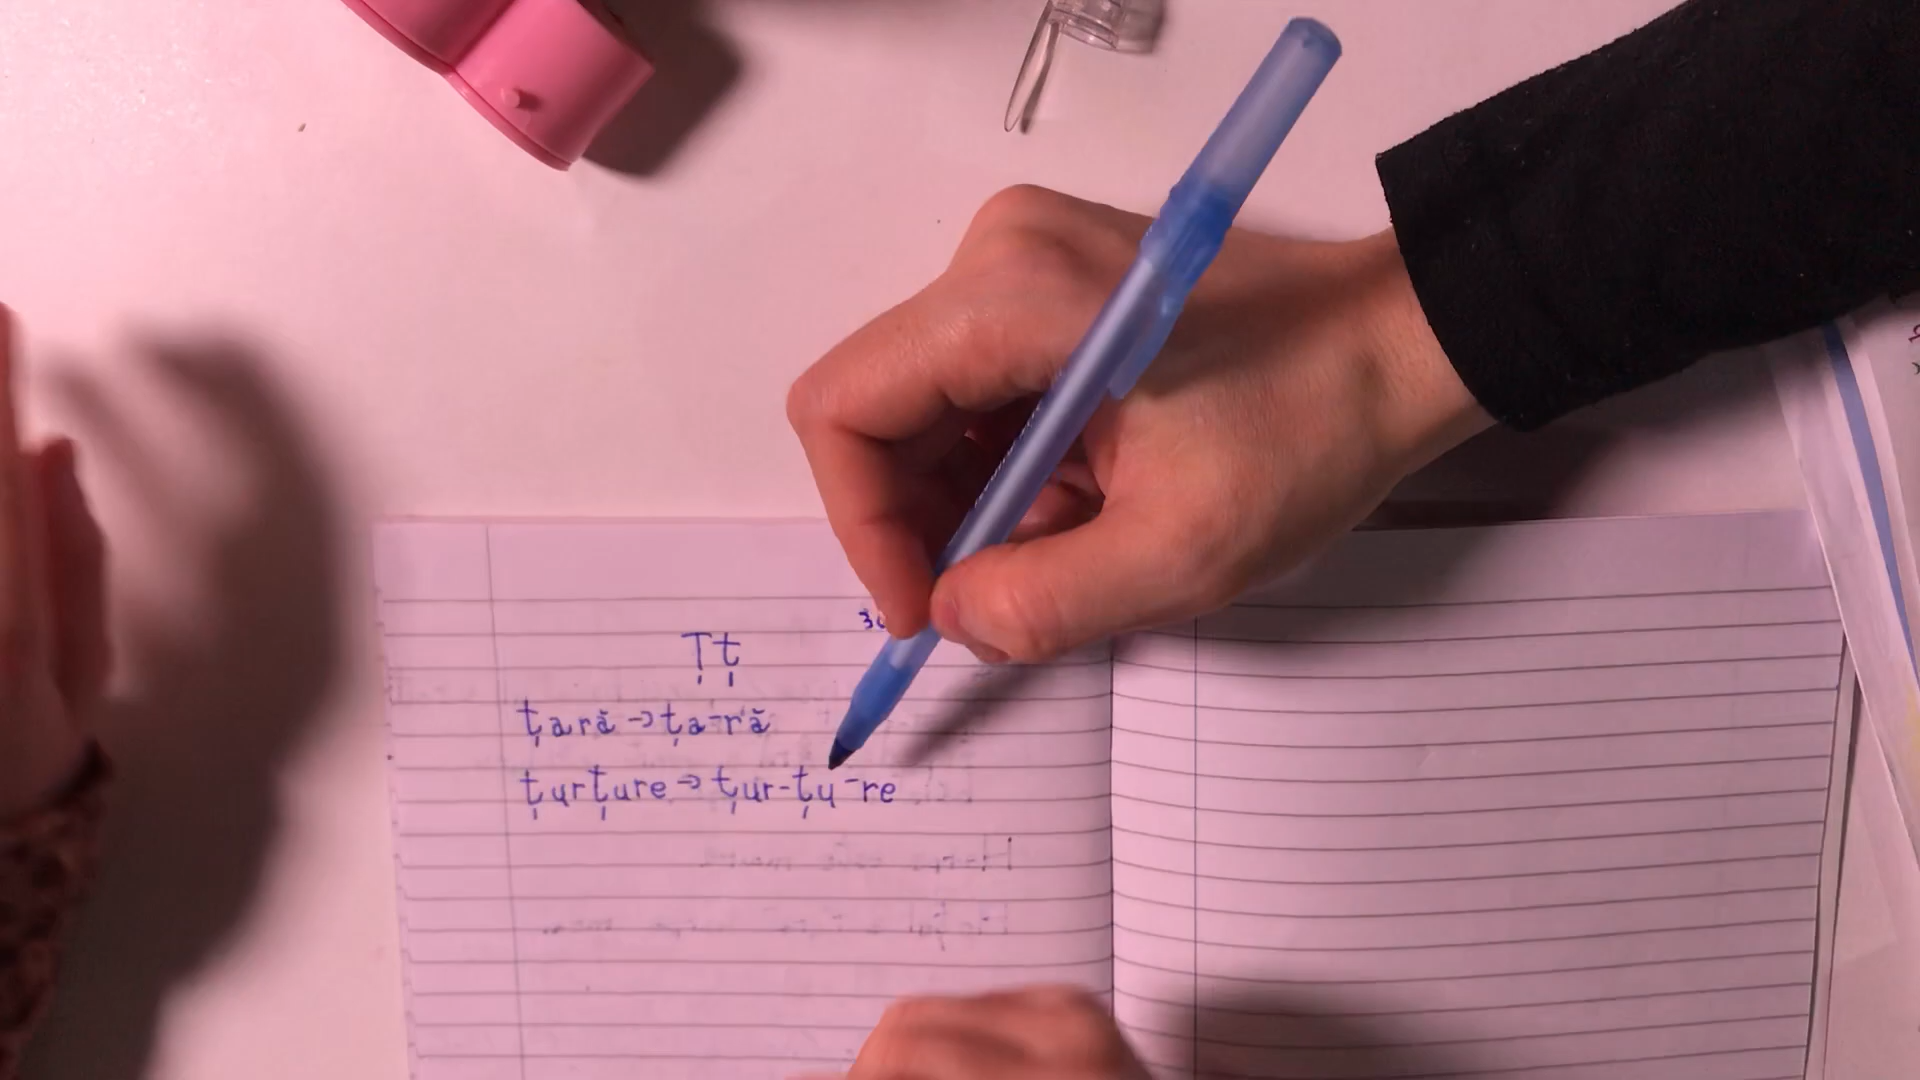 Țț
țară → ța-ră
țurțure → țur-țu-re